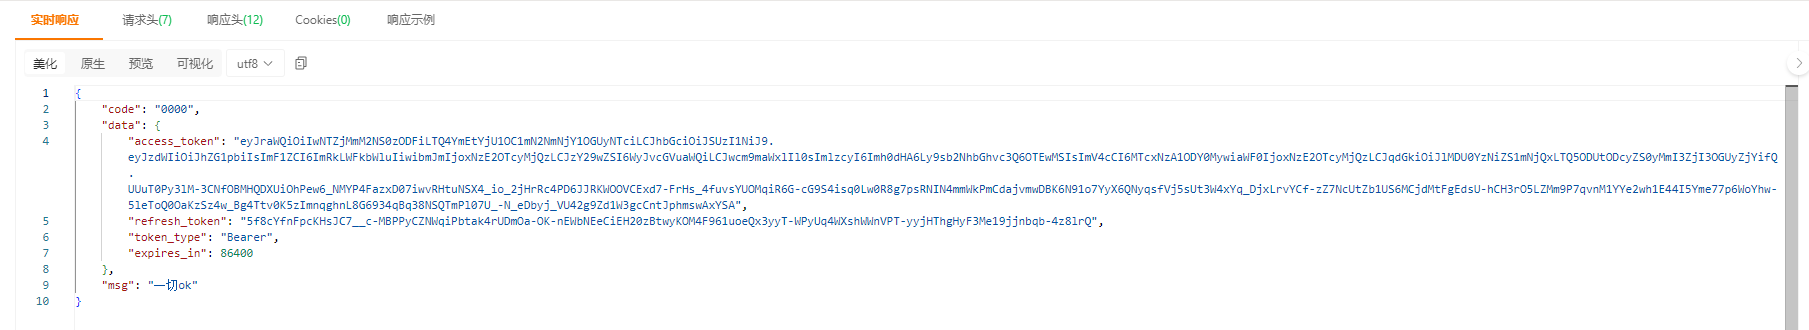 实时响应 请求头(7) 响应头(12) Cookies(0) 响应示例
美化 原生 预览 可视化 utf8
1 {
2 "code": "0000",
3 "data": {
4 "access_token": "eyJraWQiOiIwNTZjMmM2NS0zODFiLTQ4YmEtYjU1OC1mN2NmNjY1OGUyNTciLCJhbGciOiJSUzI1NiJ9.
eyJzdWIiOiJhZG1pbiIsImF1ZCI6ImRkLWFkbWluIiwibmJmIjoxNzE2OTcyMjQzLCJzY29wZSI6WyJvcGVuaWQiLCJwcm9maWxlIl0sImlzcyI6Imh0dHA6Ly9sb2NhbGhvc3Q6OTEwMSIsImV4cCI6MTcxNzA1ODY0MywiaWF0IjoxNzE2OTcyMjQzLCJqdGkiOiJlMDU0YzNiZS1mNjQxLTQ5ODUtODcyZS0yMmI3ZjI3OGUyZjYifQ
.
UUuT0Py3lM-3CNfOBMHQDXUiOhPew6_NMYP4FazxD07iwvRHtuNSX4_io_2jHrRc4PD6JJRKWOOVCExd7-FrHs_4fuvsYUOMqiR6G-cG9S4isq0Lw0R8g7psRNIN4mmWkPmCdajvmwDBK6N91o7YyX6QNyqsfVj5sUt3W4xYq_DjxLrvYCf-zZ7NcUtZb1US6MCjdMtFgEdsU-hCH3rO5LZMm9P7qvnM1YYe2wh1E44I5Yme77p6WoYhw-
5leToQ0OaKzSz4w_Bg4Ttv0K5zImnqghnL8G6934qBq38NSQTmPl07U_-N_eDbyj_VU42g9Zd1W3gcCntJphmswAxYSA",
5 "refresh_token": "5f8cYfnFpcKHsJC7__c-MBPPyCZNWqiPbtak4rUDmOa-OK-nEWbNEeCiEH20zBtwyKOM4F961uoeQx3yyT-WPyUq4WXshWWnVPT-yyjHThgHyF3Me19jjnbqb-4z8lrQ",
6 "token_type": "Bearer",
7 "expires_in": 86400
8 },
9 "msg": "一切ok"
10 }